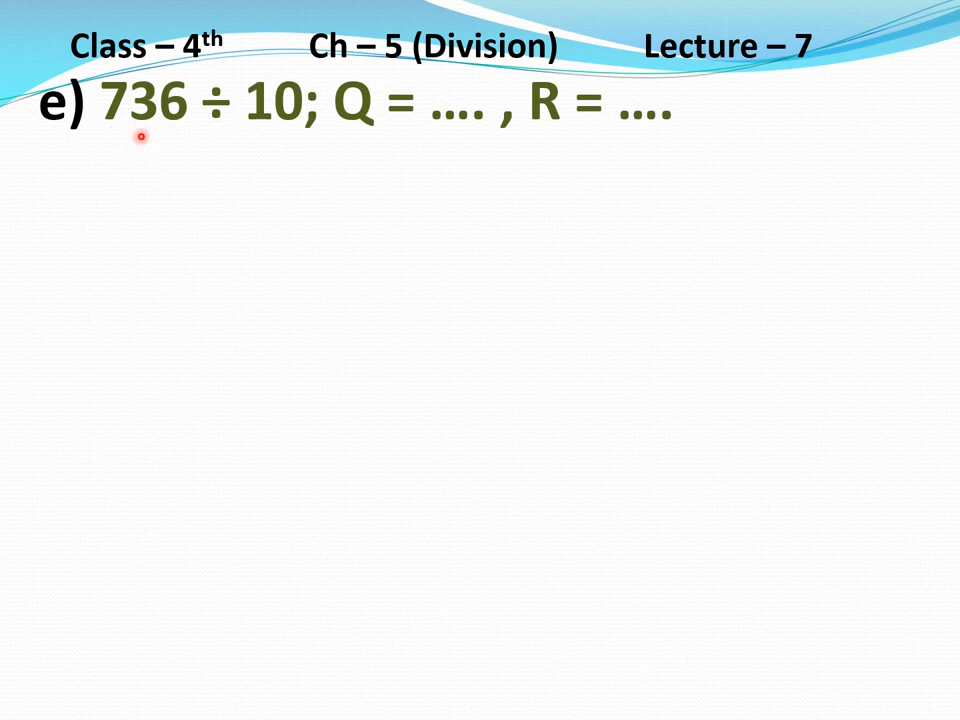 Class – 4th Ch – 5 (Division) Lecture – 7
e) 736 ÷ 10; Q = …. , R = ….